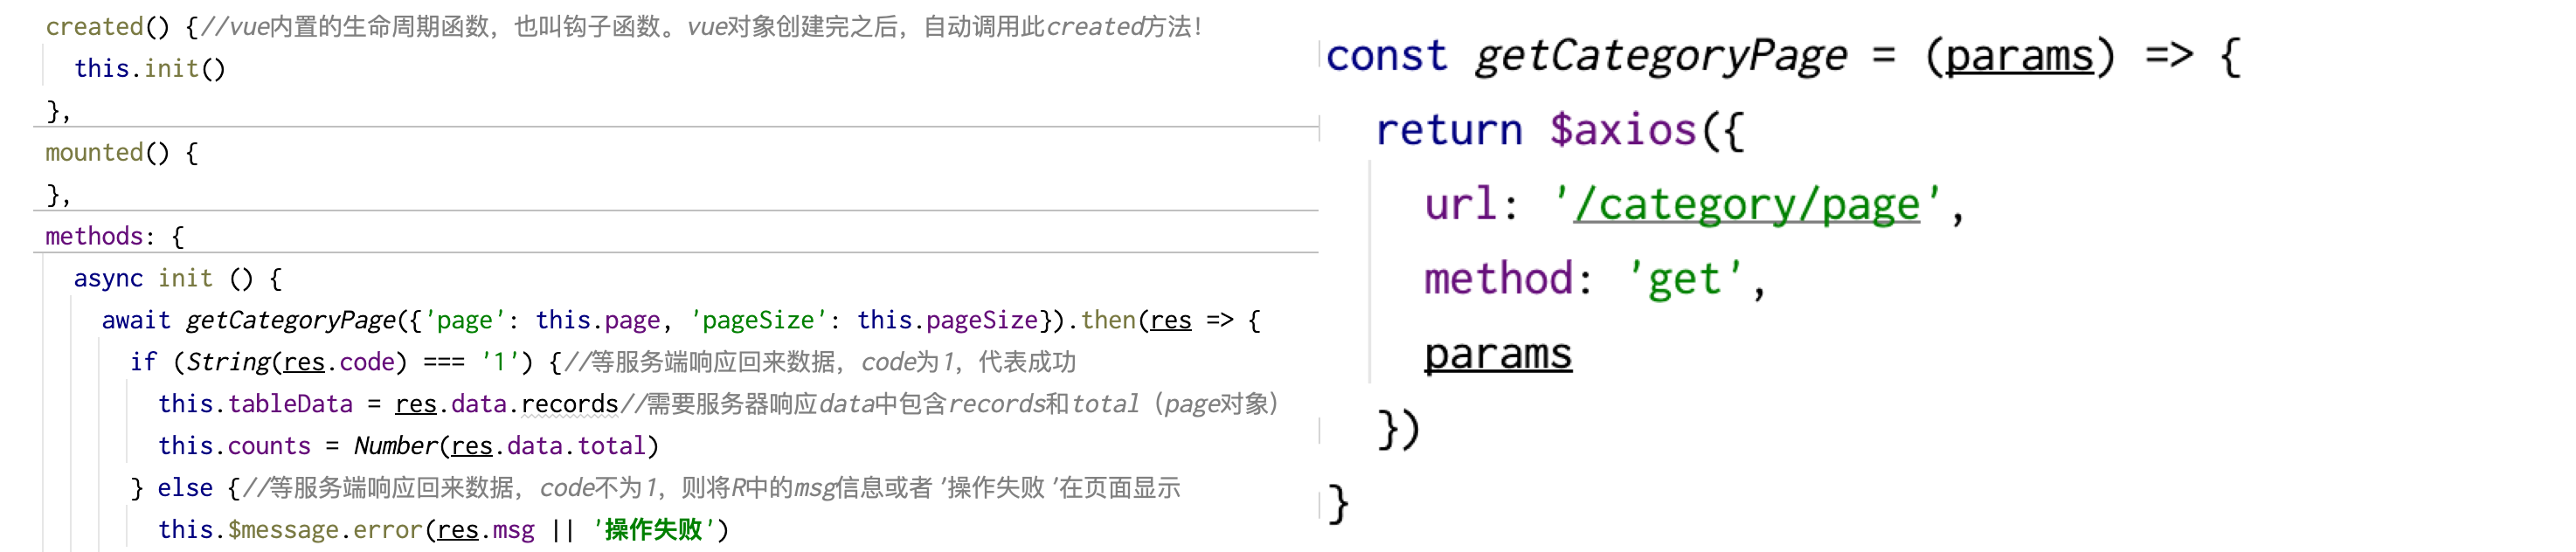 created() {//vue内置的生命周期函数，也叫钩子函数。vue对象创建完之后，自动调用此created方法！
this.init()
},
mounted() {
},
methods: {
async init () {
await getCategoryPage({'page': this.page, 'pageSize': this.pageSize}).then(res => {
if (String(res.code) === '1') {//等服务端响应回来数据，code为1，代表成功
this.tableData = res.data.records//需要服务器响应data中包含records和total（page对象）
this.counts = Number(res.data.total)
} else {//等服务端响应回来数据，code不为1，则将R中的msg信息或者'操作失败'在页面显示
this.$message.error(res.msg || '操作失败')
const getCategoryPage = (params) => {
return $axios({
url: '/category/page',
method: 'get',
params
})
}